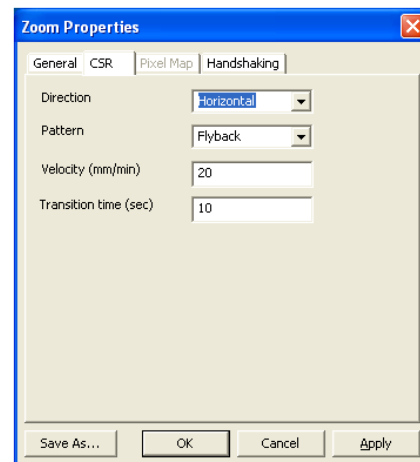 Zoom Properties
General CSR Pixel Map Handshaking
Direction Horizontal
Pattern Flyback
Velocity (mm/min) 20
Transition time (sec) 10
Save As... OK Cancel Apply